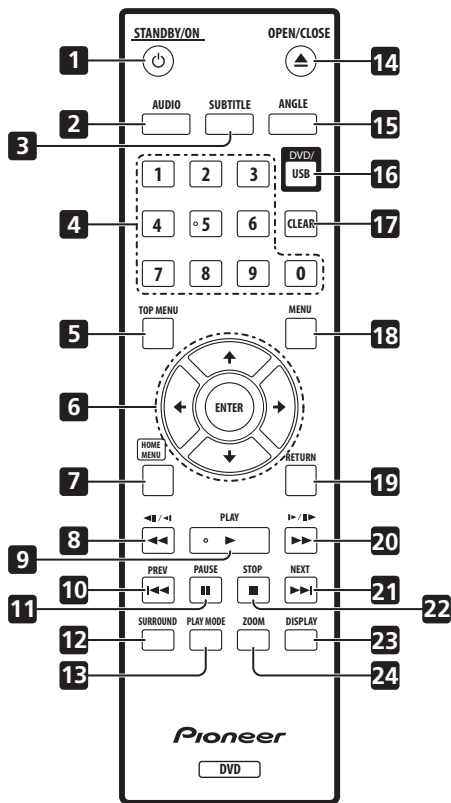 STANDBY/ON OPEN/CLOSE
1 14
AUDIO SUBTITLE ANGLE
2 15
3
DVD/
USB 16
1 2 3
CLEAR 17
4 4 5 6
7 8 9 0
TOP MENU MENU
5 18
6 ENTER
HOME
MENU RETURN
7 19
PLAY
8 20
9
PREV PAUSE STOP NEXT
10 21
11 22
SURROUND PLAY MODE ZOOM DISPLAY
12 23
13 24
Pioneer
DVD